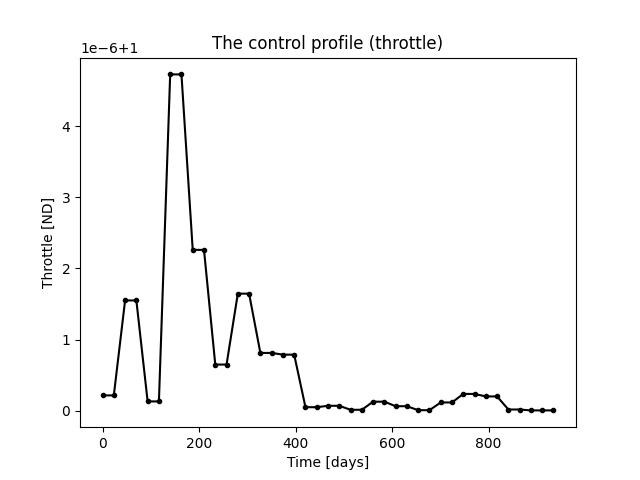 The control profile (throttle)
1e−6+1
4
3
2
1
0
Throttle [ND]
0 200 400 600 800
Time [days]